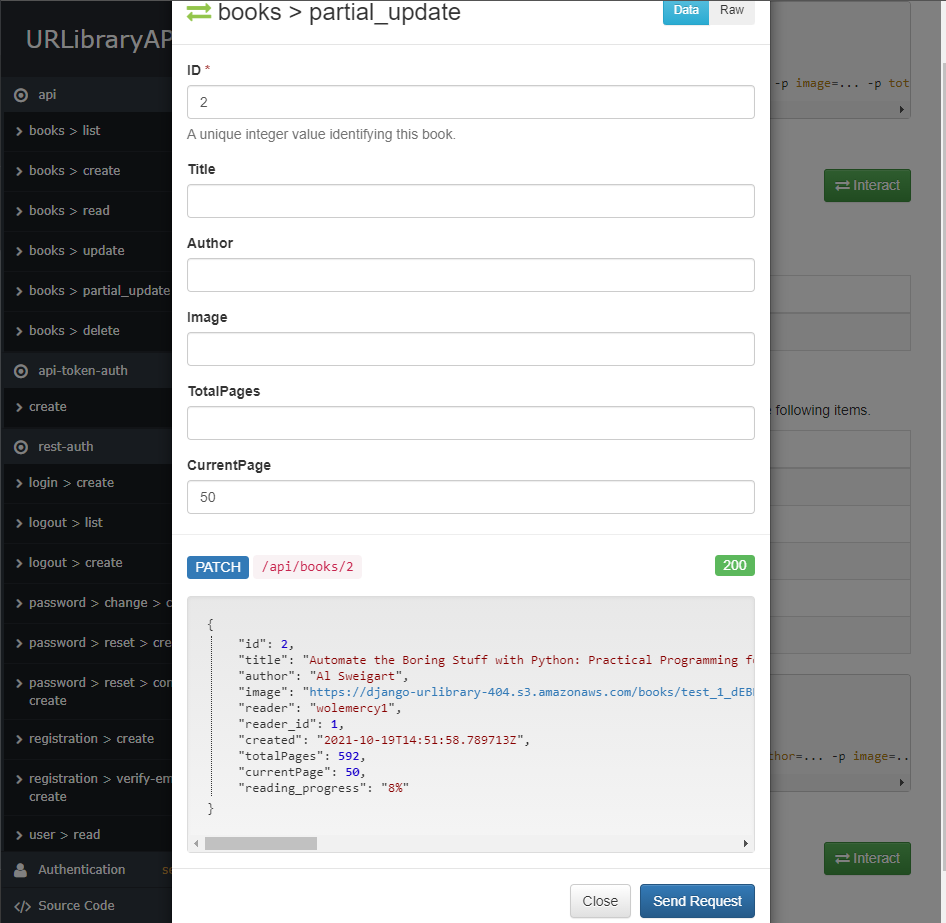 URLibraryAP
api
books > list
books > create
books > read
books > update
books > partial_update
books > delete
api-token-auth
create
rest-auth
login > create
logout > list
logout > create
password > change > c
password > reset > cre
password > reset > con
create
registration > create
registration > verify-em
create
user > read
Authentication
Source Code
books > partial_update
Data
Raw
ID *
2
A unique integer value identifying this book.
Title
Author
Image
TotalPages
CurrentPage
50
PATCH /api/books/2
200
{
"id": 2,
"title": "Automate the Boring Stuff with Python: Practical Programming fo
"author": "Al Sweigart",
"image": "https://django-urlibrary-404.s3.amazonaws.com/books/test_1_dEB
"reader": "wolemercy1",
"reader_id": 1,
"created": "2021-10-19T14:51:58.789713Z",
"totalPages": 592,
"currentPage": 50,
"reading_progress": "8%"
}
Close
Send Request
-p image=... -p tot
Interact
following items.
thor=... -p image=..
Interact